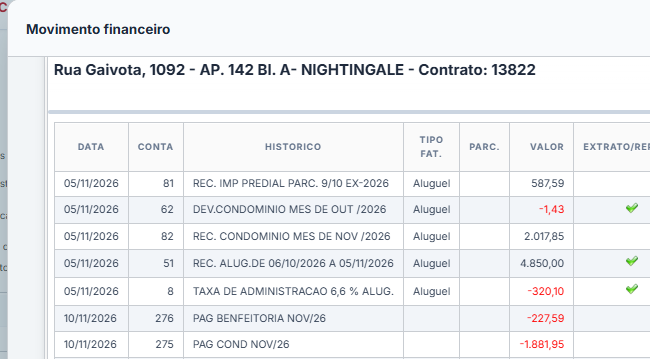 Movimento financeiro
Rua Gaivota, 1092 - AP. 142 Bl. A- NIGHTINGALE - Contrato: 13822
DATA CONTA HISTORICO TIPO FAT. PARC. VALOR EXTRATO/REP
05/11/2026 81 REC. IMP PREDIAL PARC. 9/10 EX-2026 Aluguel 587,59
05/11/2026 62 DEV.CONDOMINIO MES DE OUT /2026 Aluguel -1,43
05/11/2026 82 REC. CONDOMINIO MES DE NOV /2026 Aluguel 2.017,85
05/11/2026 51 REC. ALUG.DE 06/10/2026 A 05/11/2026 Aluguel 4.850,00
05/11/2026 8 TAXA DE ADMINISTRACAO 6,6 % ALUG. Aluguel -320,10
10/11/2026 276 PAG BENFEITORIA NOV/26 -227,59
10/11/2026 275 PAG COND NOV/26 -1.881,95